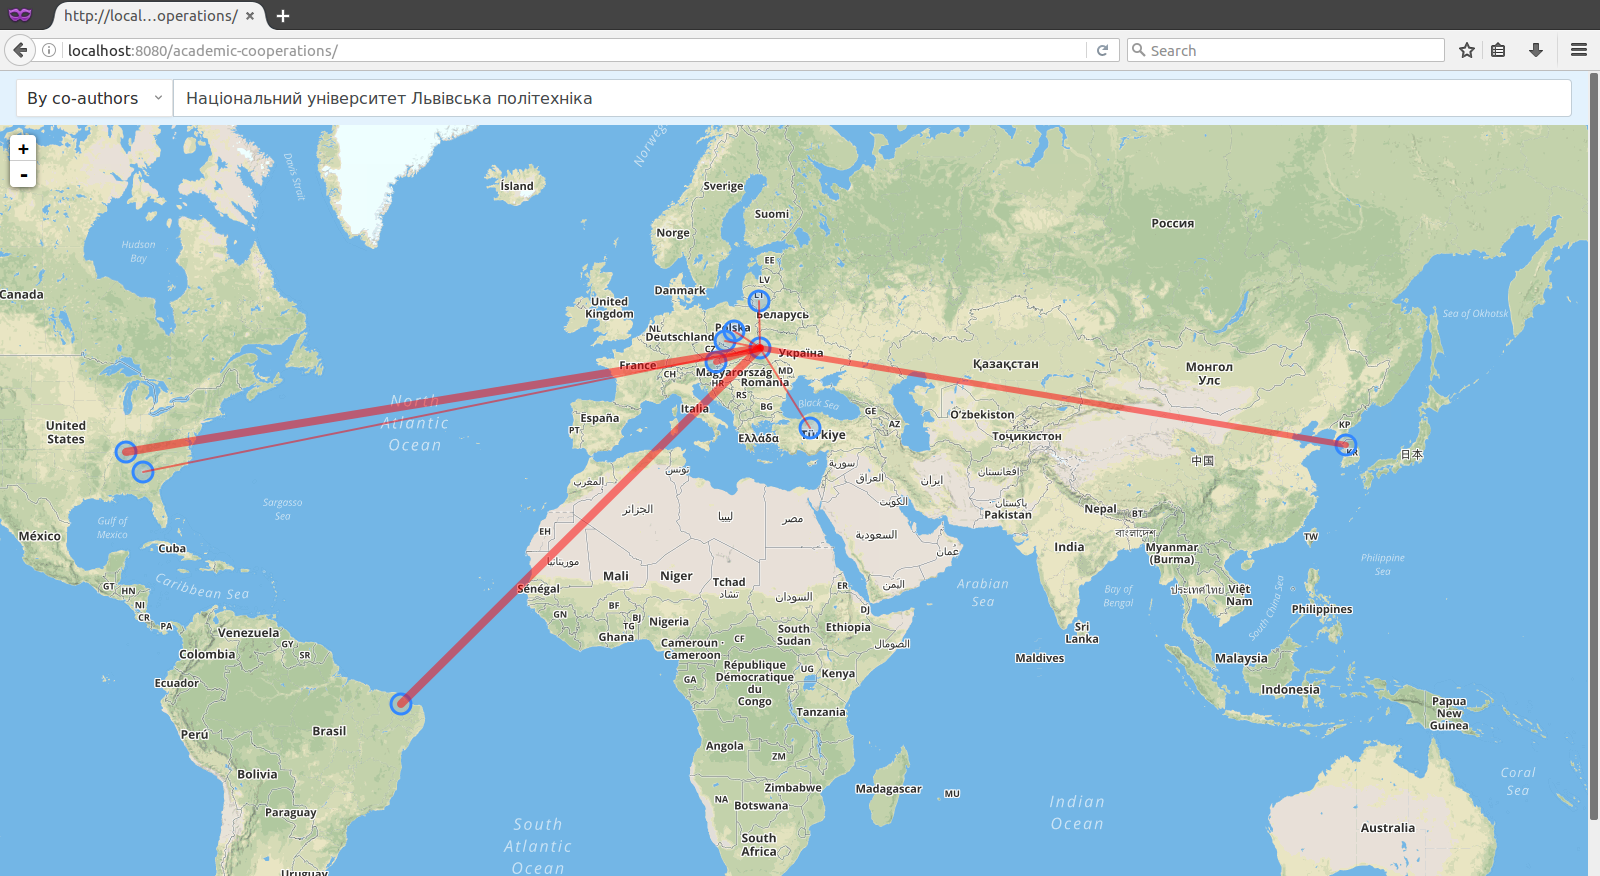 http://local…operations/
localhost:8080/academic-cooperations/
Search
By co-authors
Національний університет Львівська політехніка
+
-
Davis Strait
Ísland
Sverige
Suomi
Norge
Россия
Hudson
Bay
EE
LV
LT
Canada
Danmark
United
Kingdom
Беларусь
Sea of Okhotsk
NL
Deutschland
Polska
CZ
Україна
France
CH
Magyarország
MD
România
HR
RS
BG
Italia
Black Sea
Қазақстан
Монгол
Улс
North
Atlantic
Ocean
United
States
España
PT
Ελλάδα
Türkiye
GE
AZ
O‘zbekiston
Тоҷикистон
KP
KR
中国
日本
تونس
المغرب
سورية
العراق
ایران
افغانستان
Sargasso
Sea
Gulf of
Mexico
México
Cuba
الجزائر
ليبيا
مصر
الكويت
السعودية
عمان
پاکستان
Pakistan
Nepal
BT
বাংলাদেশ
India
Myanmar
(Burma)
TW
EH
موريتانيا
Mali
Niger
Tchad
تشاد
السودان
ER
اليمن
Arabian
Sea
Bay of
Bengal
ประเทศไทย
Việt
Nam
South China Sea
Philippine
Sea
Philippines
Caribbean Sea
GT
HN
NI
CR
PA
Sénégal
GN
BF
BJ
TG
Ghana
Nigeria
DJ
Ethiopia
South
Sudan
CF
Cameroun -
Cameroon
الصومال
Sri
Lanka
Maldives
Malaysia
Indonesia
Venezuela
GY
SR
Colombia
Ecuador
Perú
Brasil
Bolivia
Paraguay
Uruguay
GA
République
Démocratique
du
Congo
UG
Kenya
Tanzania
Angola
ZM
Zimbabwe
NA
Botswana
South
Africa
Madagascar
MU
Papua
New
Guinea
Indian
Ocean
Coral
Sea
Australia
South
Atlantic
Ocean